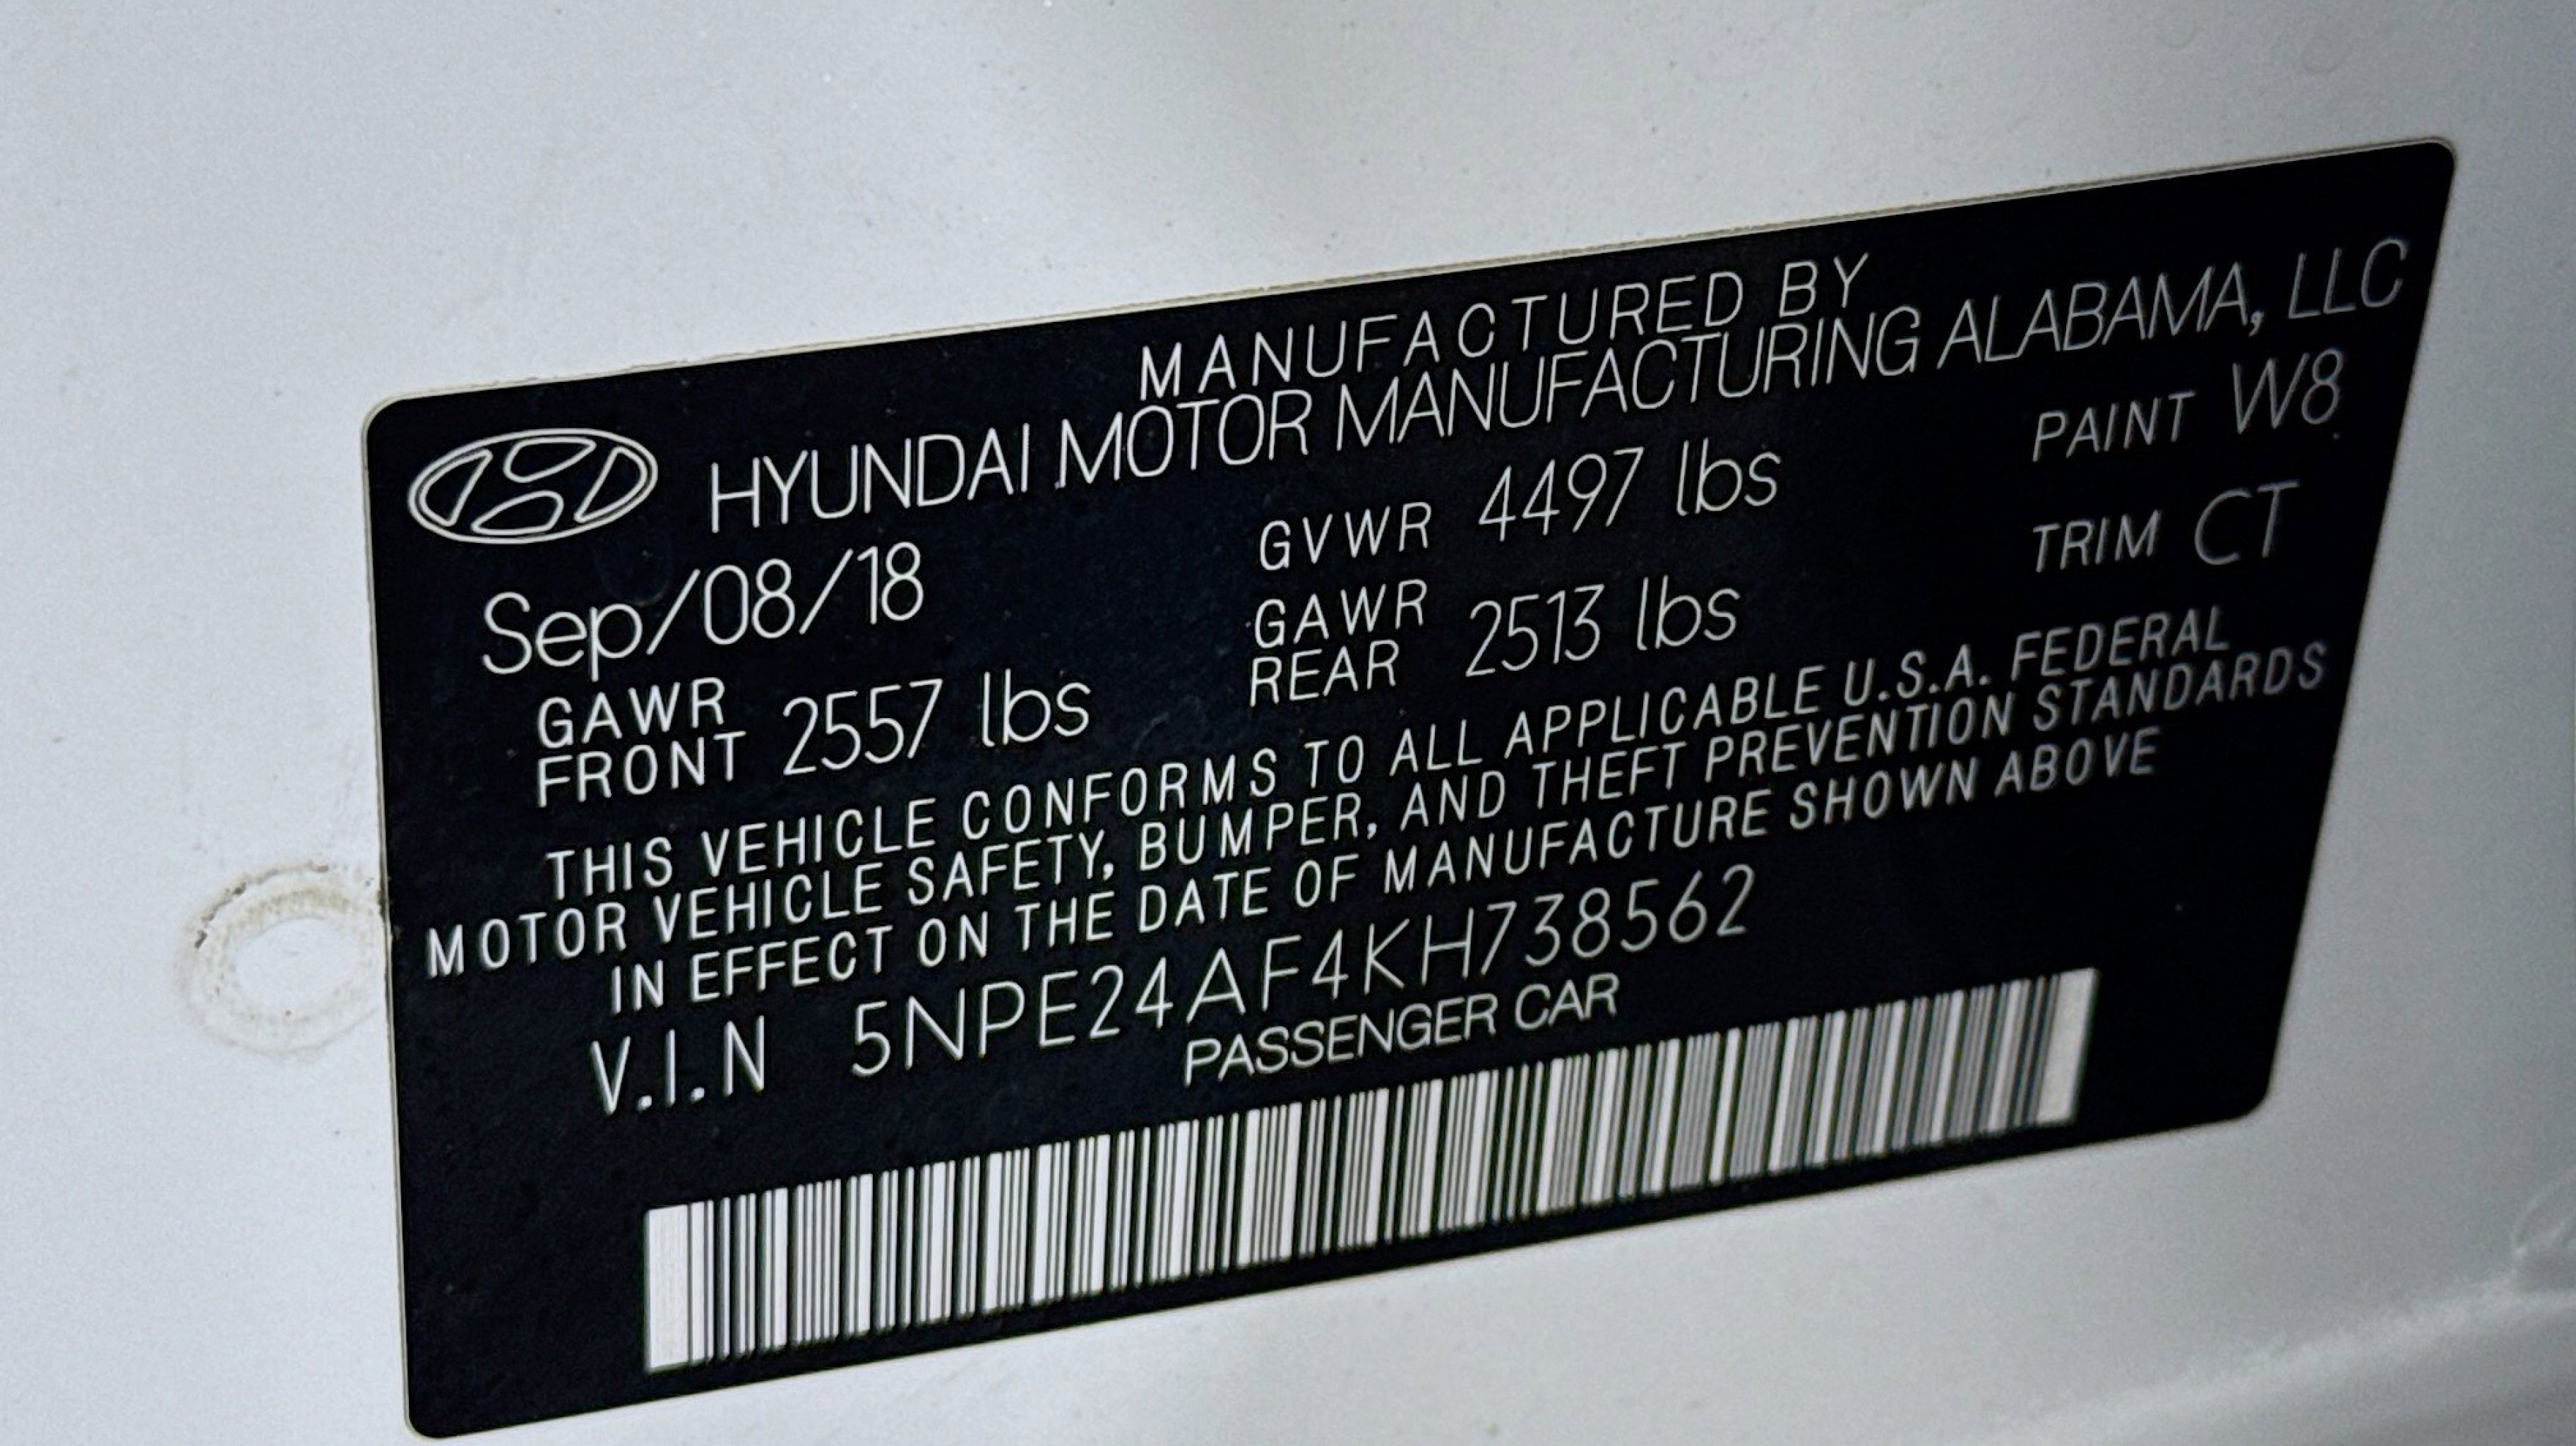 MANUFACTURED BY
HYUNDAI MOTOR MANUFACTURING ALABAMA, LLC
Sep/08/18 GVWR 4497 lbs PAINT W8
GAWR FRONT 2557 lbs GAWR REAR 2513 lbs TRIM CT
THIS VEHICLE CONFORMS TO ALL APPLICABLE U.S.A. FEDERAL
MOTOR VEHICLE SAFETY, BUMPER, AND THEFT PREVENTION STANDARDS
IN EFFECT ON THE DATE OF MANUFACTURE SHOWN ABOVE
V.I.N 5NPE24AF4KH738562
PASSENGER CAR